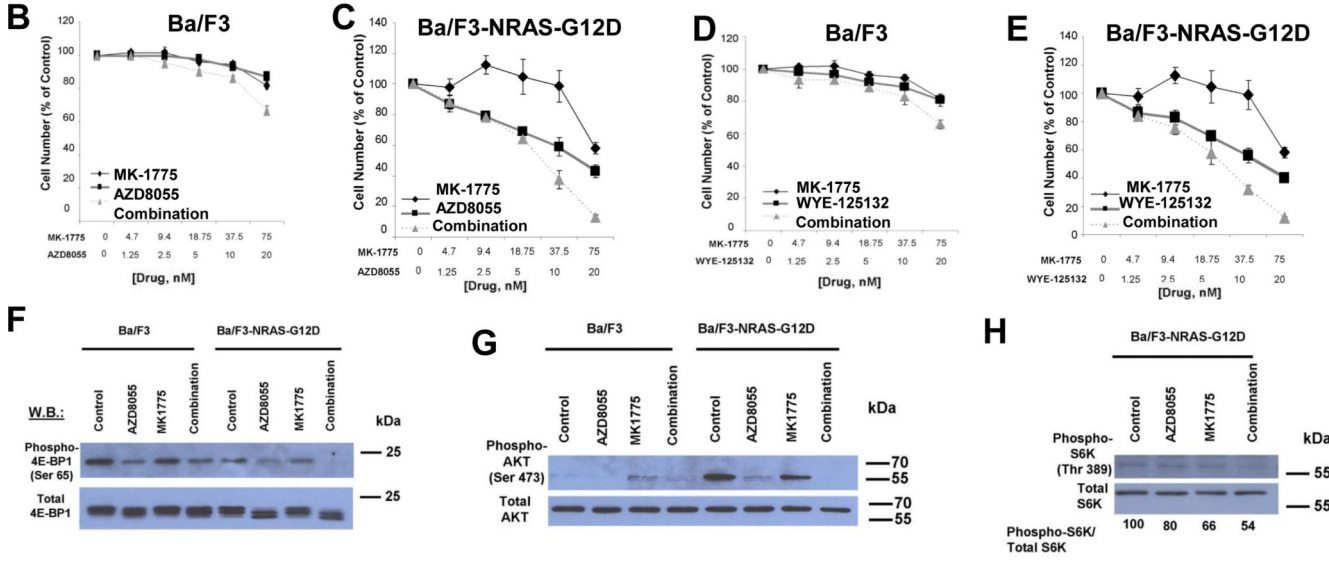 B
Ba/F3
Cell Number (% of Control)
120
100
80
60
40
20
0
MK-1775
AZD8055
Combination
MK-1775 0 4.7 9.4 18.75 37.5 75
AZD8055 0 1.25 2.5 5 10 20
[Drug, nM]
C
Ba/F3-NRAS-G12D
Cell Number (% of Control)
140
120
100
80
60
40
20
0
MK-1775
AZD8055
Combination
MK-1775 0 4.7 9.4 18.75 37.5 75
AZD8055 0 1.25 2.5 5 10 20
[Drug, nM]
D
Ba/F3
Cell Number (% of Control)
120
100
80
60
40
20
0
MK-1775
WYE-125132
Combination
MK-1775 0 4.7 9.4 18.75 37.5 75
WYE-125132 0 1.25 2.5 5 10 20
[Drug, nM]
E
Ba/F3-NRAS-G12D
Cell Number (% of Control)
140
120
100
80
60
40
20
0
MK-1775
WYE-125132
Combination
MK-1775 0 4.7 9.4 18.75 37.5 75
WYE-125132 0 1.25 2.5 5 10 20
[Drug, nM]
F
Ba/F3 Ba/F3-NRAS-G12D
W.B.: Control AZD8055 MK1775 Combination Control AZD8055 MK1775 Combination kDa
Phospho-
4E-BP1
(Ser 65)
25
Total
4E-BP1
25
G
Ba/F3 Ba/F3-NRAS-G12D
Control AZD8055 MK1775 Combination Control AZD8055 MK1775 Combination kDa
Phospho-
AKT
(Ser 473)
70
55
Total
AKT
70
55
H
Ba/F3-NRAS-G12D
Control AZD8055 MK1775 Combination kDa
Phospho-
S6K
(Thr 389)
55
Total
S6K
55
Phospho-S6K/
Total S6K
100 80 66 54